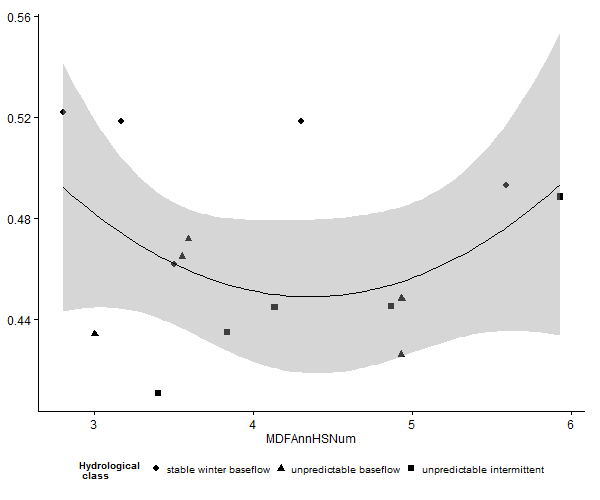 0.56
0.52
0.48
0.44
3 4 5 6
MDFAnnHSNum
Hydrological
class
stable winter baseflow unpredictable baseflow unpredictable intermittent